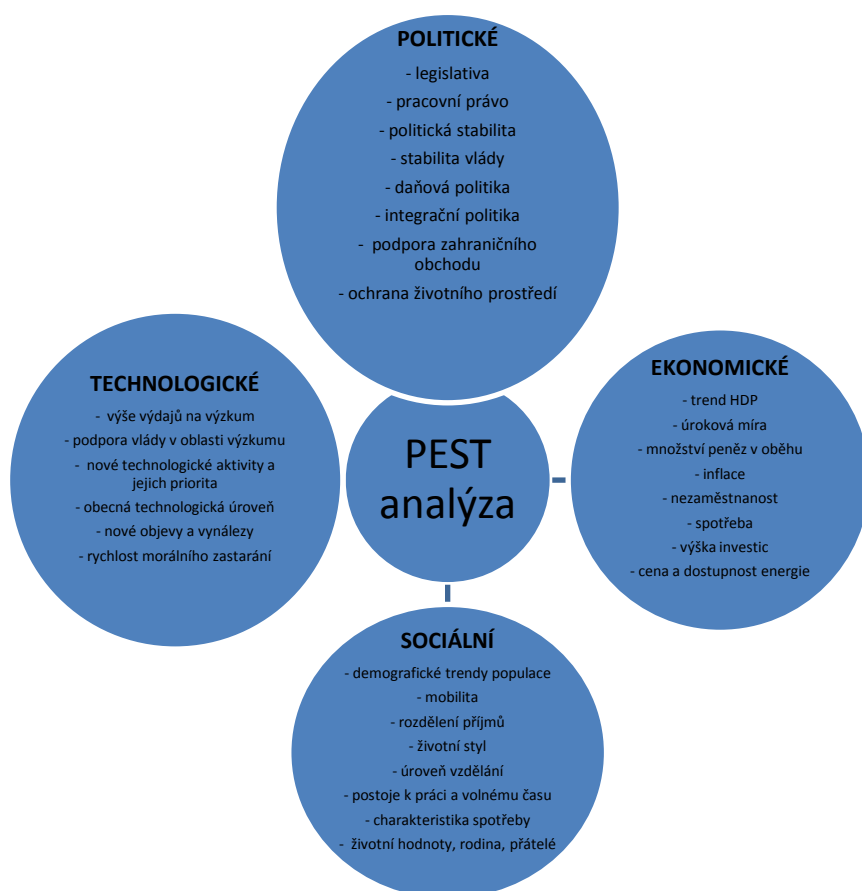 POLITICKÉ
- legislativa
- pracovní právo
- politická stabilita
- stabilita vlády
- daňová politika
- integrační politika
- podpora zahraničního
obchodu
- ochrana životního prostředí
TECHNOLOGICKÉ
- výše výdajů na výzkum
- podpora vlády v oblasti výzkumu
- nové technologické aktivity a
jejich priorita
- obecná technologická úroveň
- nové objevy a vynálezy
- rychlost morálního zastarání
PEST
analýza
EKONOMICKÉ
- trend HDP
- úroková míra
- množství peněz v oběhu
- inflace
- nezaměstnanost
- spotřeba
- výška investic
- cena a dostupnost energie
SOCIÁLNÍ
- demografické trendy populace
- mobilita
- rozdělení příjmů
- životní styl
- úroveň vzdělání
- postoje k práci a volnému času
- charakteristika spotřeby
- životní hodnoty, rodina, přátelé